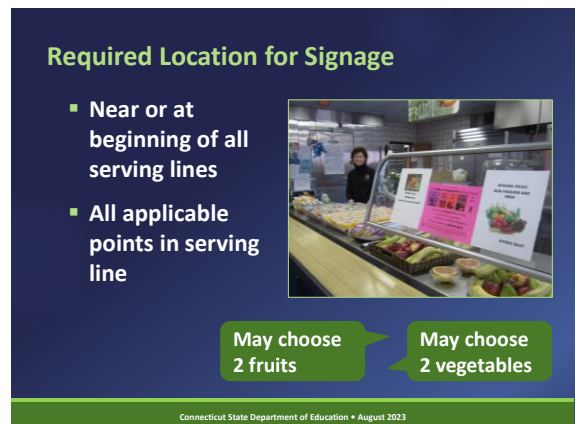 Required Location for Signage
▪ Near or at
beginning of all
serving lines
▪ All applicable
points in serving
line
May choose
2 fruits
May choose
2 vegetables
Connecticut State Department of Education • August 2023